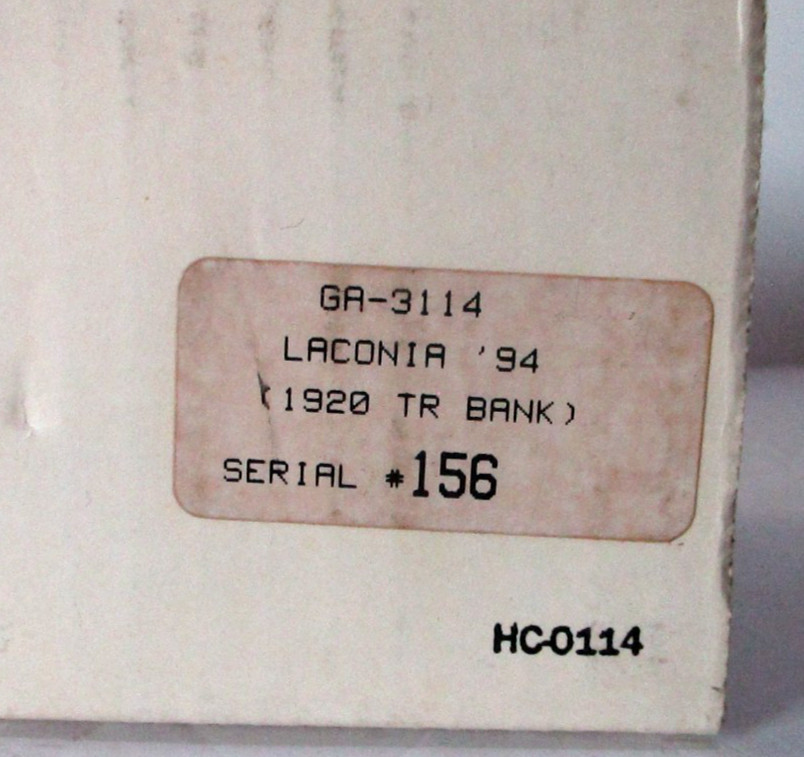 GA-3114
LACONIA '94
(1920 TR BANK)
SERIAL #156
HC-0114